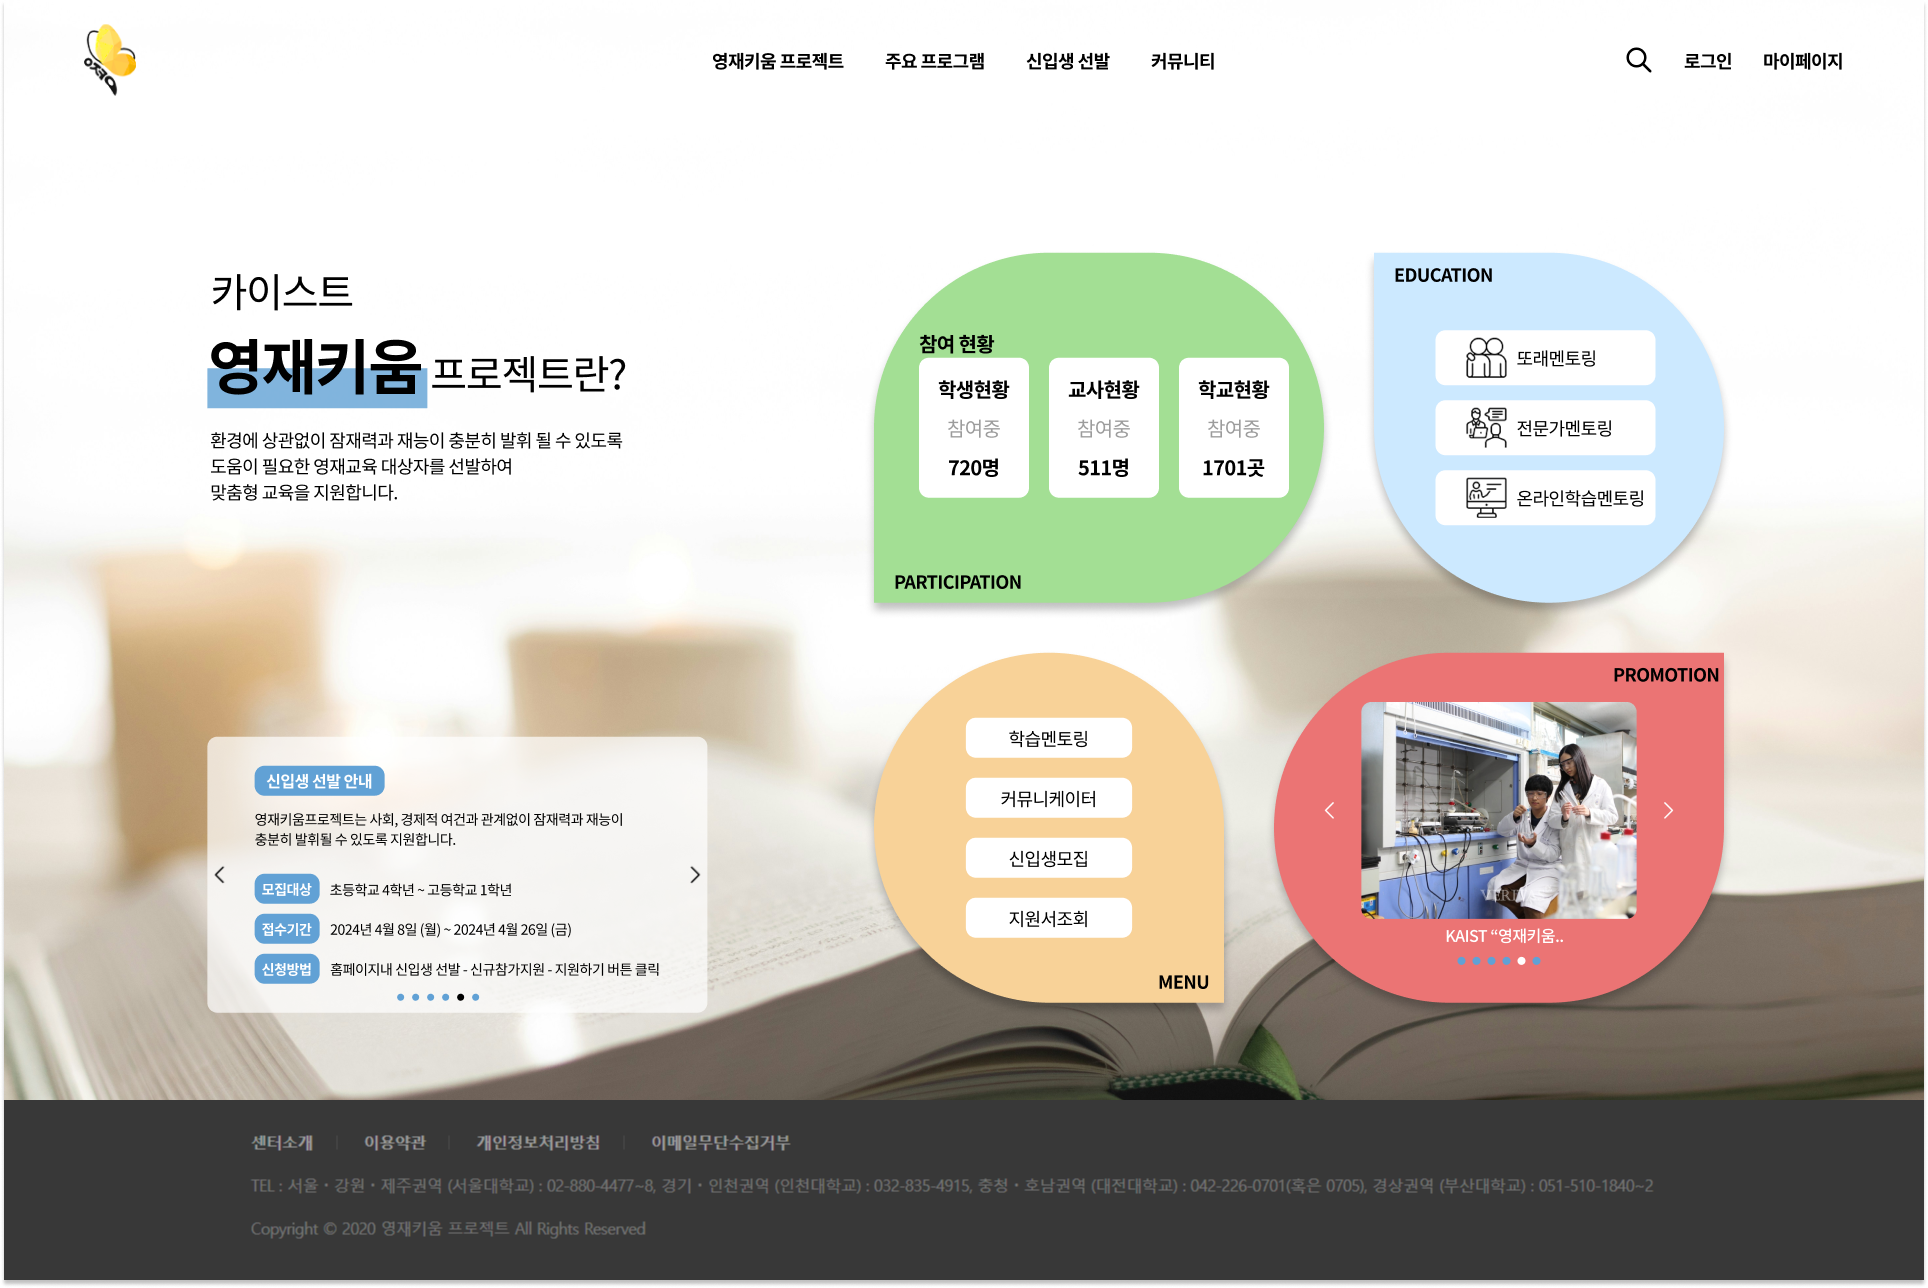 영재키움 프로젝트 주요 프로그램 신입생 선발 커뮤니티 로그인 마이페이지
카이스트
영재키움 프로젝트란?
환경에 상관없이 잠재력과 재능이 충분히 발휘 될 수 있도록
도움이 필요한 영재교육 대상자를 선발하여
맞춤형 교육을 지원합니다.
신입생 선발 안내
영재키움프로젝트는 사회, 경제적 여건과 관계없이 잠재력과 재능이
충분히 발휘될 수 있도록 지원합니다.
모집대상 초등학교 4학년 ~ 고등학교 1학년
접수기간 2024년 4월 8일 (월) ~ 2024년 4월 26일 (금)
신청방법 홈페이지내 신입생 선발 - 신규참가지원 - 지원하기 버튼 클릭
참여 현황
학생현황 교사현황 학교현황
참여중 참여중 참여중
720명 511명 1701곳
PARTICIPATION
EDUCATION
또래멘토링
전문가멘토링
온라인학습멘토링
학습멘토링
커뮤니케이터
신입생모집
지원서조회
MENU
PROMOTION
KAIST “영재키움..
센터소개 | 이용약관 | 개인정보처리방침 | 이메일무단수집거부
TEL : 서울・강원・제주권역 (서울대학교) : 02-880-4477~8, 경기・인천권역 (인천대학교) : 032-835-4915, 충청・호남권역 (대전대학교) : 042-226-0701(혹은 0705), 경상권역 (부산대학교) : 051-510-1840~2
Copyright © 2020 영재키움 프로젝트 All Rights Reserved